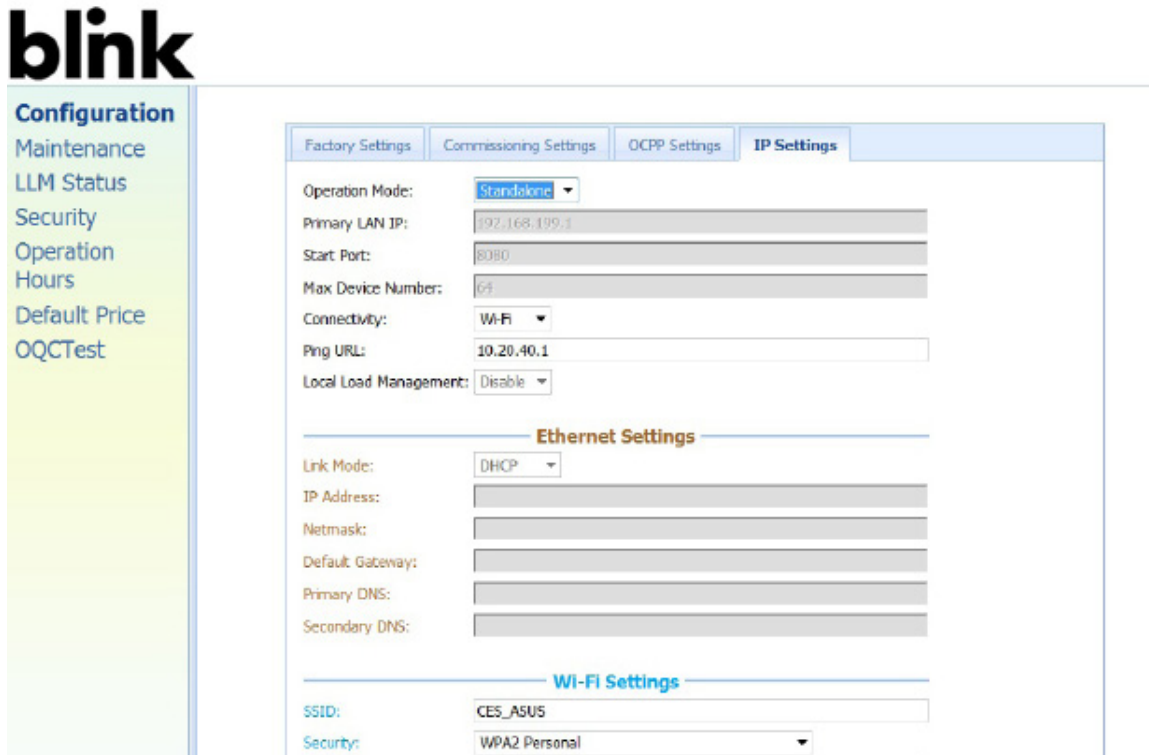 blink
Configuration
Maintenance
LLM Status
Security
Operation
Hours
Default Price
OQCTest
Factory Settings Commissioning Settings OCPP Settings IP Settings
Operation Mode: Standalone
Primary LAN IP: 192.168.199.1
Start Port: 8080
Max Device Number: 64
Connectivity: Wi-Fi
Ping URL: 10.20.40.1
Local Load Management: Disable
Ethernet Settings
Link Mode: DHCP
IP Address:
Netmask:
Default Gateway:
Primary DNS:
Secondary DNS:
Wi-Fi Settings
SSID: CES_ASUS
Security: WPA2 Personal